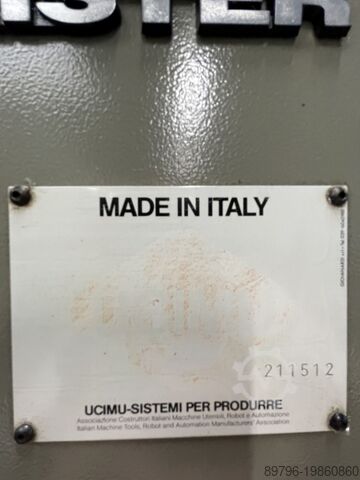 ISTER
MADE IN ITALY
211512
UCIMU-SISTEMI PER PRODURRE
Associazione Costruttori Italiani Macchine Utensili, Robot e Automazione
Italian Machine Tools, Robot and Automation Manufacturers' Association
89796-19860860